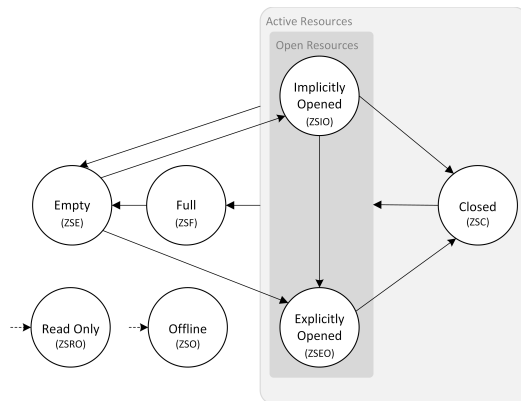 Active Resources
Open Resources
Implicitly
Opened
(ZSIO)
Empty
(ZSE)
Full
(ZSF)
Closed
(ZSC)
Read Only
(ZSRO)
Offline
(ZSO)
Explicitly
Opened
(ZSEO)